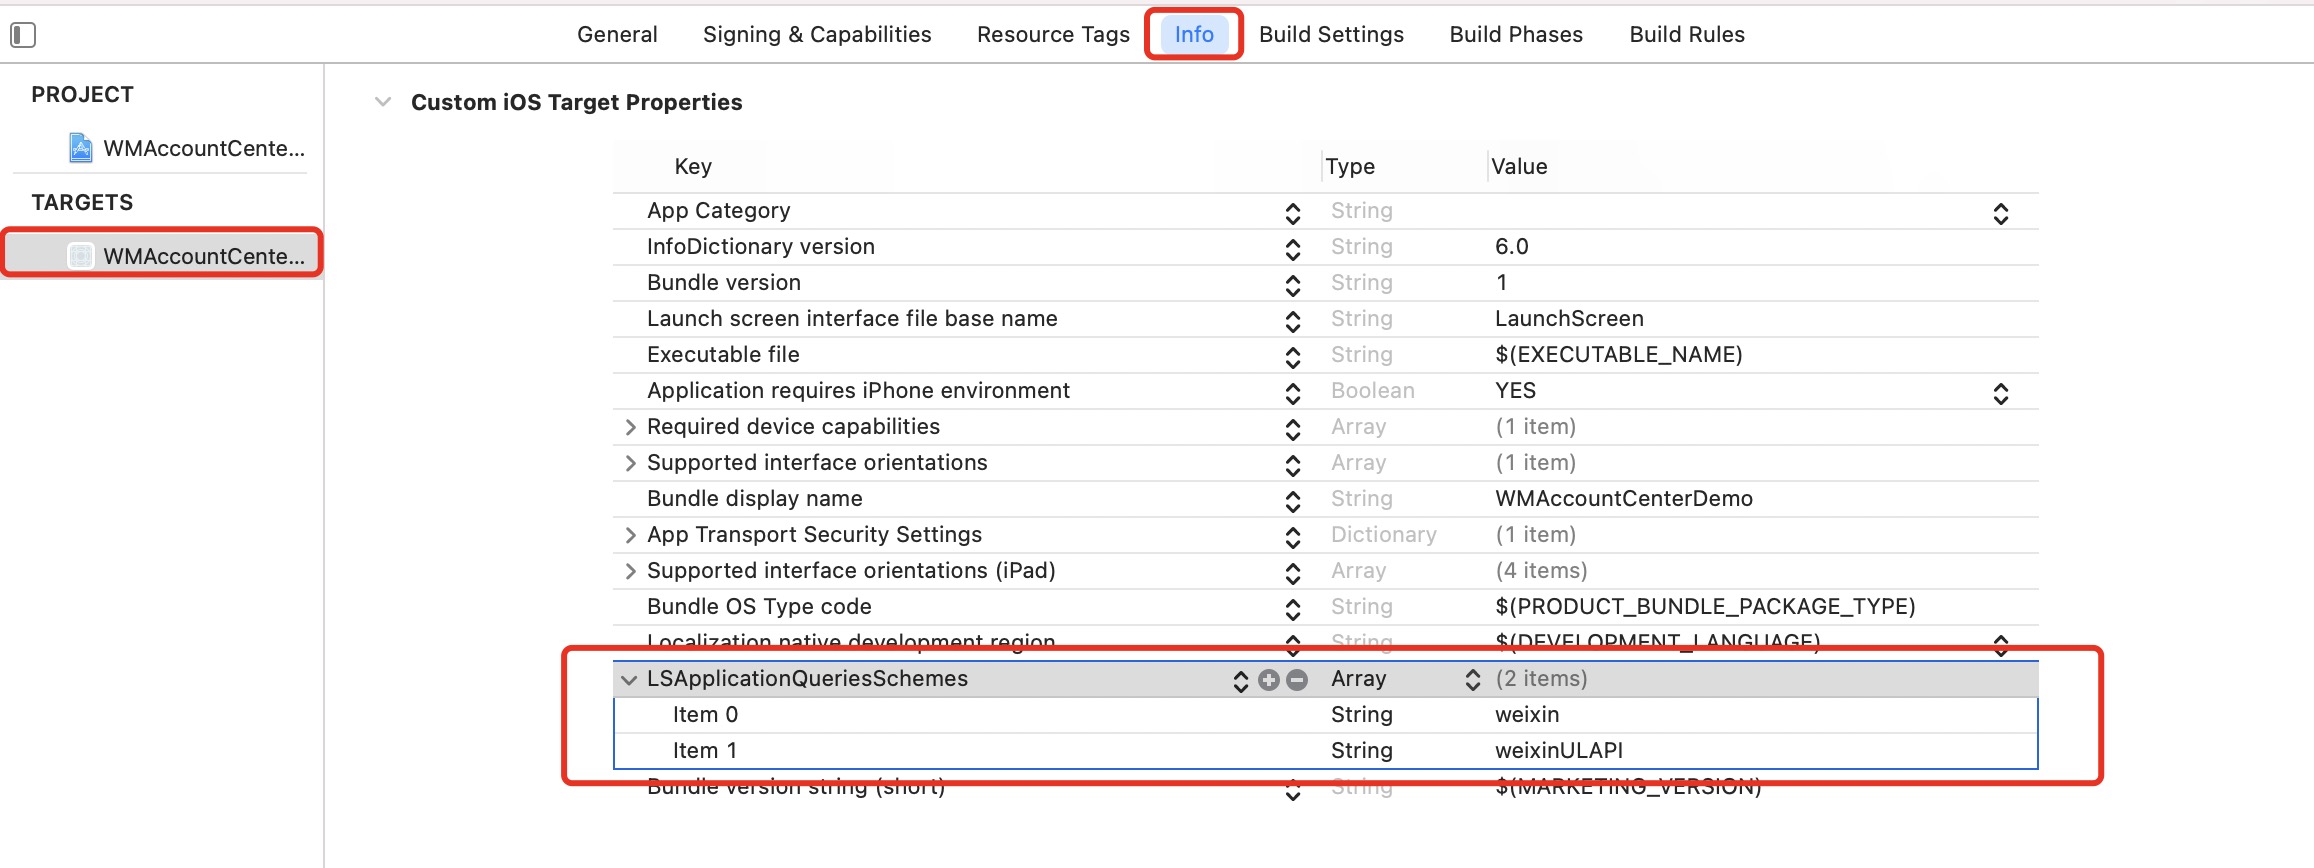 General Signing & Capabilities Resource Tags Info Build Settings Build Phases Build Rules
PROJECT
WMAccountCente...
TARGETS
WMAccountCente...
Custom iOS Target Properties
Key Type Value
App Category String
InfoDictionary version String 6.0
Bundle version String 1
Launch screen interface file base name String LaunchScreen
Executable file String $(EXECUTABLE_NAME)
Application requires iPhone environment Boolean YES
Required device capabilities Array (1 item)
Supported interface orientations Array (1 item)
Bundle display name String WMAccountCenterDemo
App Transport Security Settings Dictionary (1 item)
Supported interface orientations (iPad) Array (4 items)
Bundle OS Type code String $(PRODUCT_BUNDLE_PACKAGE_TYPE)
Localization native development region String $(DEVELOPMENT_LANGUAGE)
LSApplicationQueriesSchemes Array (2 items)
Item 0 String weixin
Item 1 String weixinULAPI
Bundle version string (short) String $(MARKETING_VERSION)